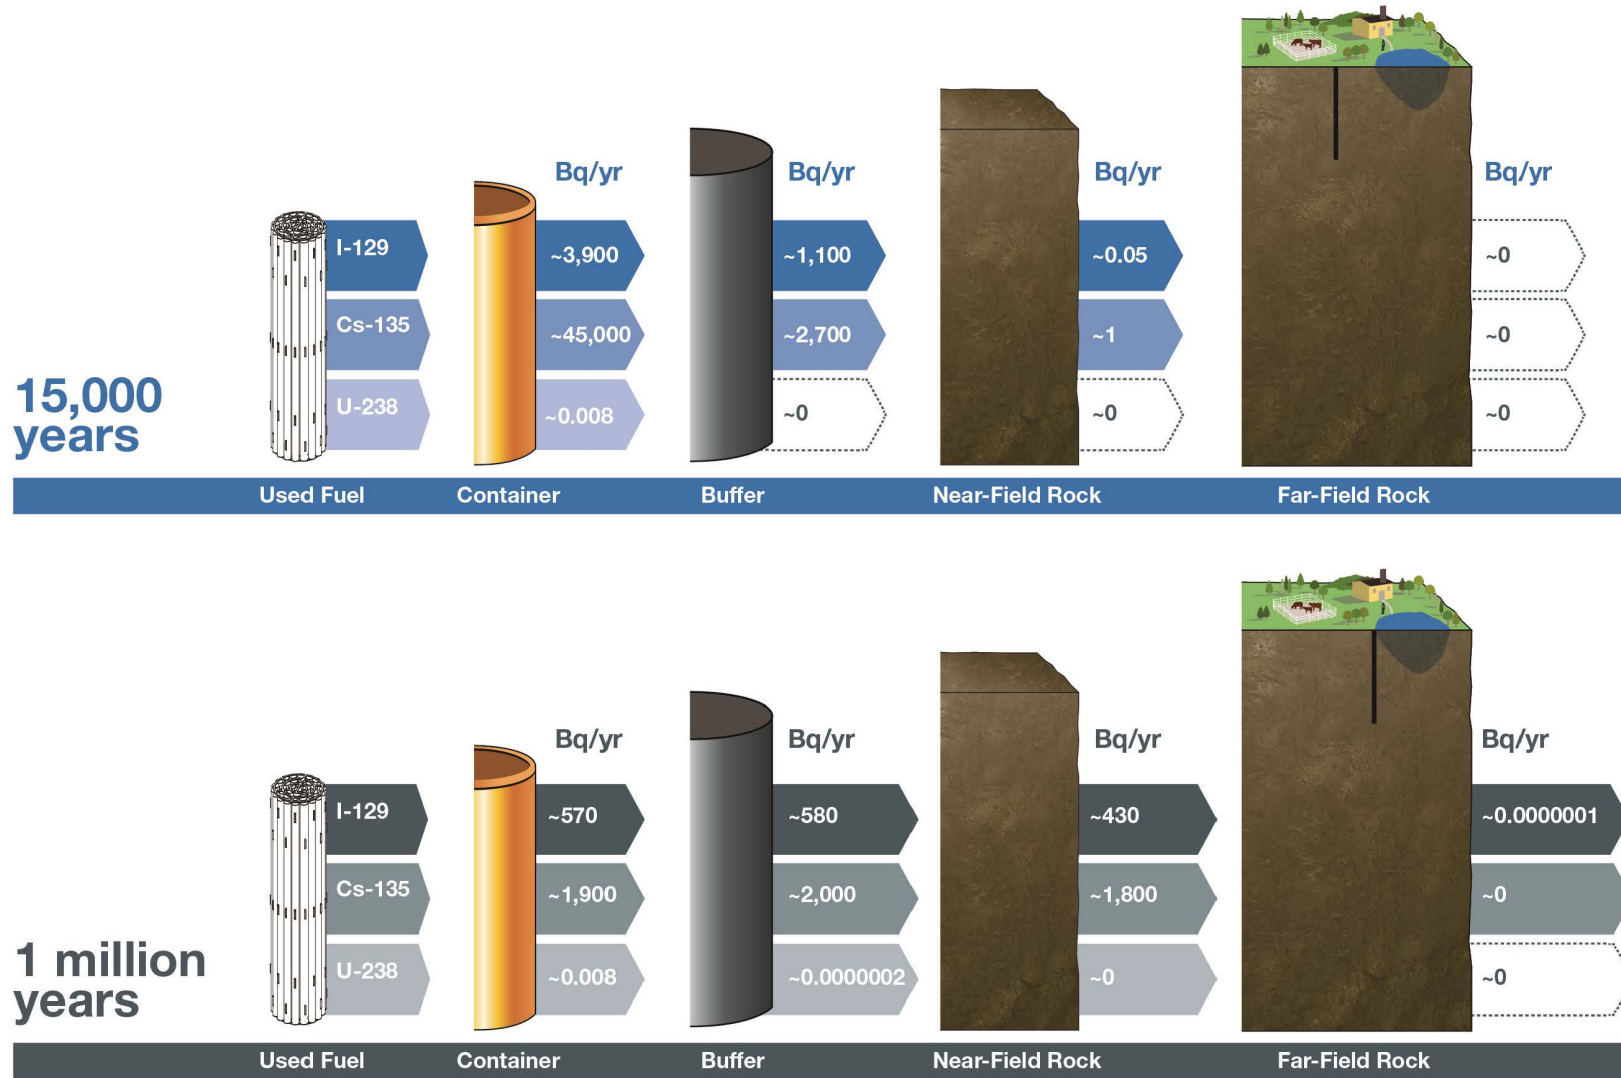 Bq/yr Bq/yr Bq/yr Bq/yr
I-129 ~3,900 ~1,100 ~0.05 ~0
Cs-135 ~45,000 ~2,700 ~1 ~0
U-238 ~0.008 ~0 ~0 ~0
15,000
years
Used Fuel Container Buffer Near-Field Rock Far-Field Rock
Bq/yr Bq/yr Bq/yr Bq/yr
I-129 ~570 ~580 ~430 ~0.0000001
Cs-135 ~1,900 ~2,000 ~1,800 ~0
U-238 ~0.008 ~0.0000002 ~0 ~0
1 million
years
Used Fuel Container Buffer Near-Field Rock Far-Field Rock